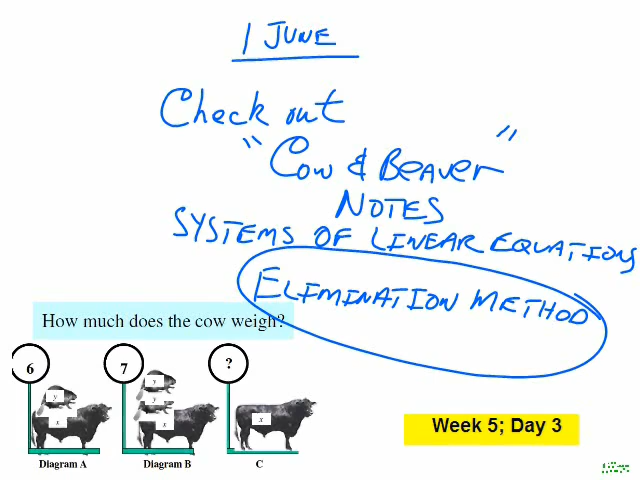 1 JUNE
Check out
"Cow & BEAVER"
NOTES
SYSTEMS OF LINEAR EQUATIONS
ELIMINATION METHOD
How much does the cow weigh?
6 7 ?
y y
y
x x x
Diagram A Diagram B C
Week 5; Day 3